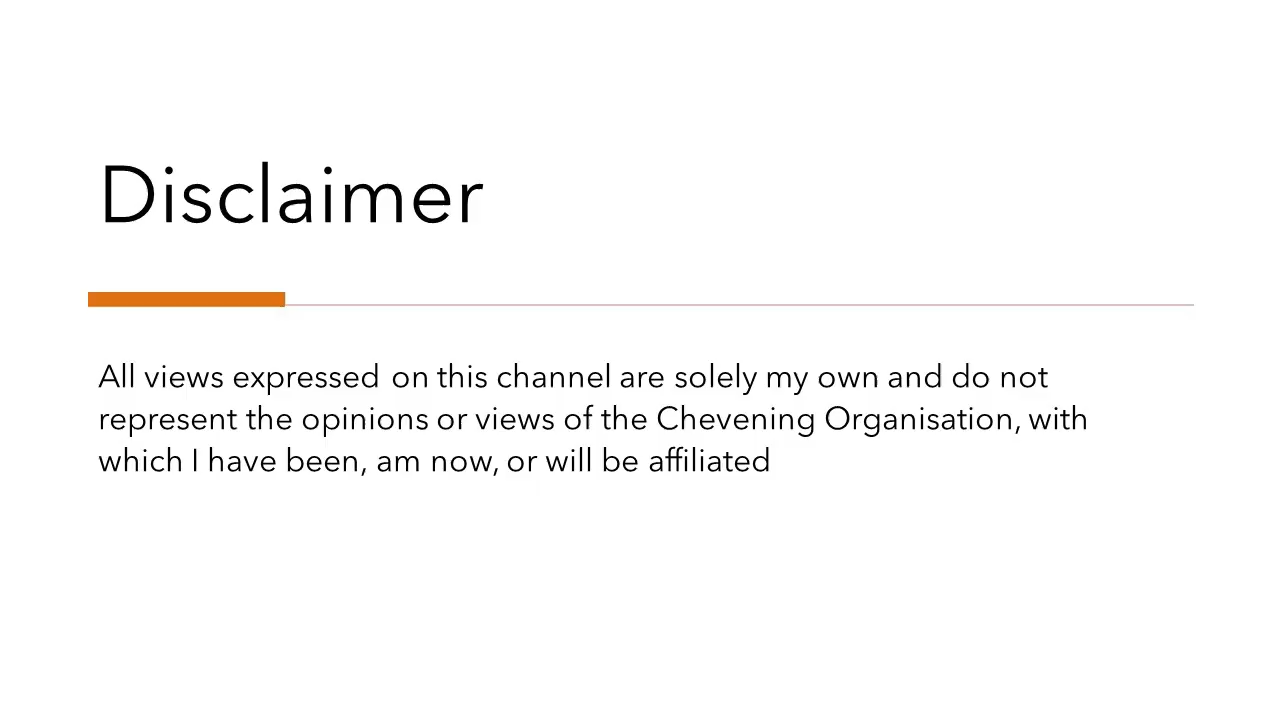 Disclaimer
All views expressed on this channel are solely my own and do not
represent the opinions or views of the Chevening Organisation, with
which I have been, am now, or will be affiliated